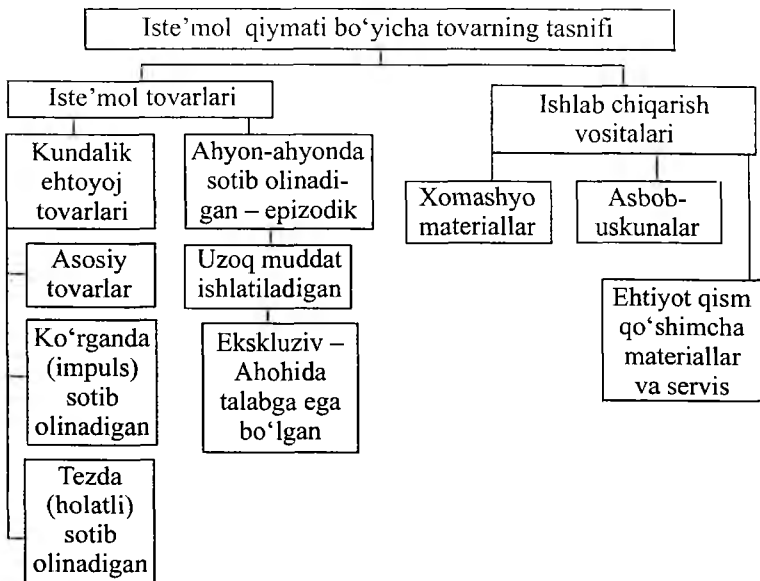 Iste’mol qiymati bo‘yicha tovarning tasnifi
Iste’mol tovarlari
Kundalik
ehtoyoj
tovarlari
Asosiy
tovarlar
Ko‘rganda
(impuls)
sotib
olinadigan
Tezda
(holatli)
sotib
olinadigan
Ahyon-ahyonda
sotib olinadi-
gan – epizodik
Uzoq muddat
ishlatiladigan
Ekskluziv –
Ahohida
talabga ega
bo‘lgan
Ishlab chiqarish
vositalari
Xomashyo
materiallar
Asbob-
uskunalar
Ehtiyot qism
qo‘shimcha
materiallar
va servis